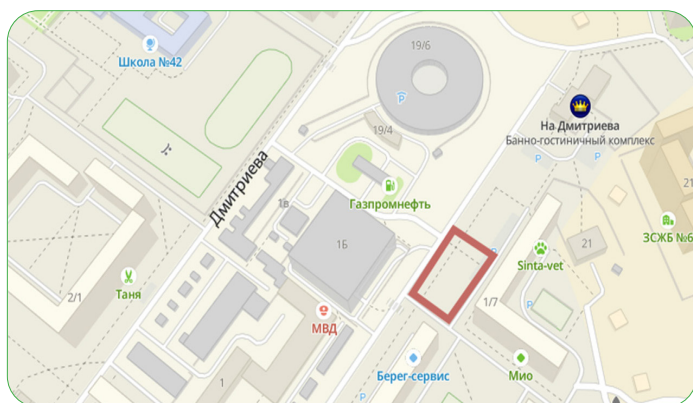 19/6
Школа №42
P
На Дмитриева
Банно-гостиничный комплекс
19/4
P
P
21
Дмитриева
Газпромнефть
1в
ЗСЖБ №6
1Б
21
Sinta-vet
P
2/1
Таня
1/7
P
МВД
1
Берег-сервис
Мио
P